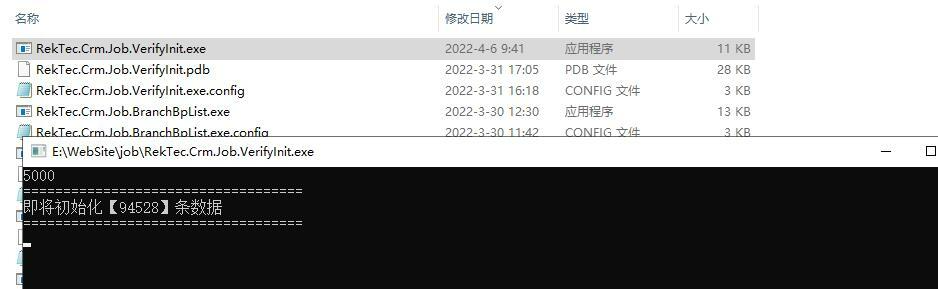 名称 修改日期 类型 大小
RekTec.Crm.Job.VerifyInit.exe 2022-4-6 9:41 应用程序 11 KB
RekTec.Crm.Job.VerifyInit.pdb 2022-3-31 17:05 PDB 文件 28 KB
RekTec.Crm.Job.VerifyInit.exe.config 2022-3-31 16:18 CONFIG 文件 3 KB
RekTec.Crm.Job.BranchBpList.exe 2022-3-30 12:30 应用程序 13 KB
RekTec.Crm.Job.BranchBpList.exe.config 2022-3-30 11:42 CONFIG 文件 3 KB
E:\WebSite\job\RekTec.Crm.Job.VerifyInit.exe
5000
===================================
即将初始化【94528】条数据
===================================